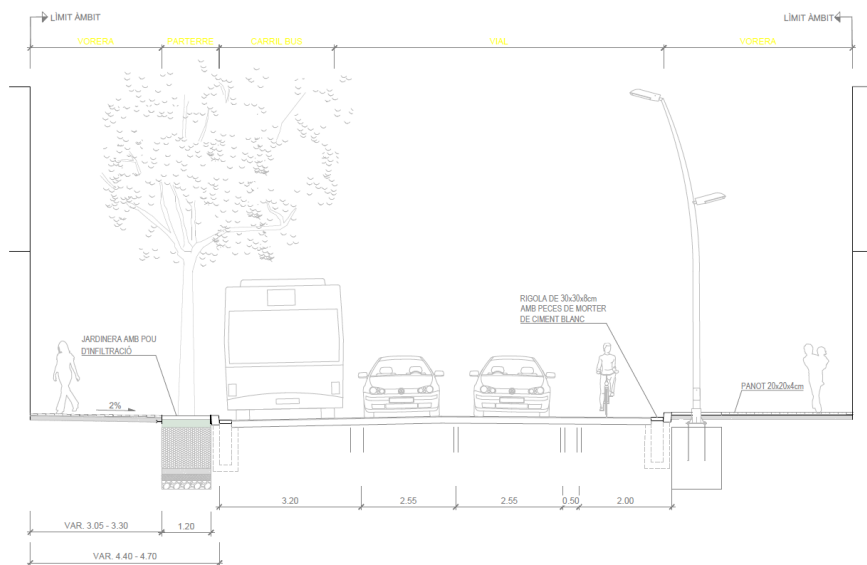 LÍMIT ÀMBIT
LÍMIT ÀMBIT
VORERA
PARTERRE
CARRIL BUS
VIAL
VORERA
RIGOLA DE 30x30x8cm
AMB PECES DE MORTER
DE CIMENT BLANC
JARDINERA AMB POU
D'INFILTRACIÓ
PANOT 20x20x4cm
2%
3.20
2.55
2.55
0.50
2.00
VAR. 3.05 - 3.30
1.20
VAR. 4.40 - 4.70